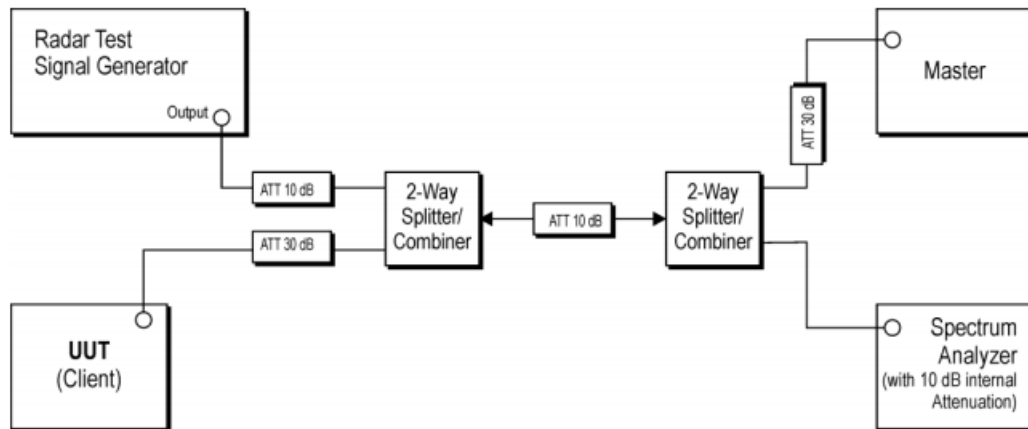 Radar Test
Signal Generator
Output
Master
ATT 30 dB
ATT 10 dB
2-Way
Splitter/
Combiner
ATT 10 dB
2-Way
Splitter/
Combiner
ATT 30 dB
UUT
(Client)
Spectrum
Analyzer
(with 10 dB internal
Attenuation)